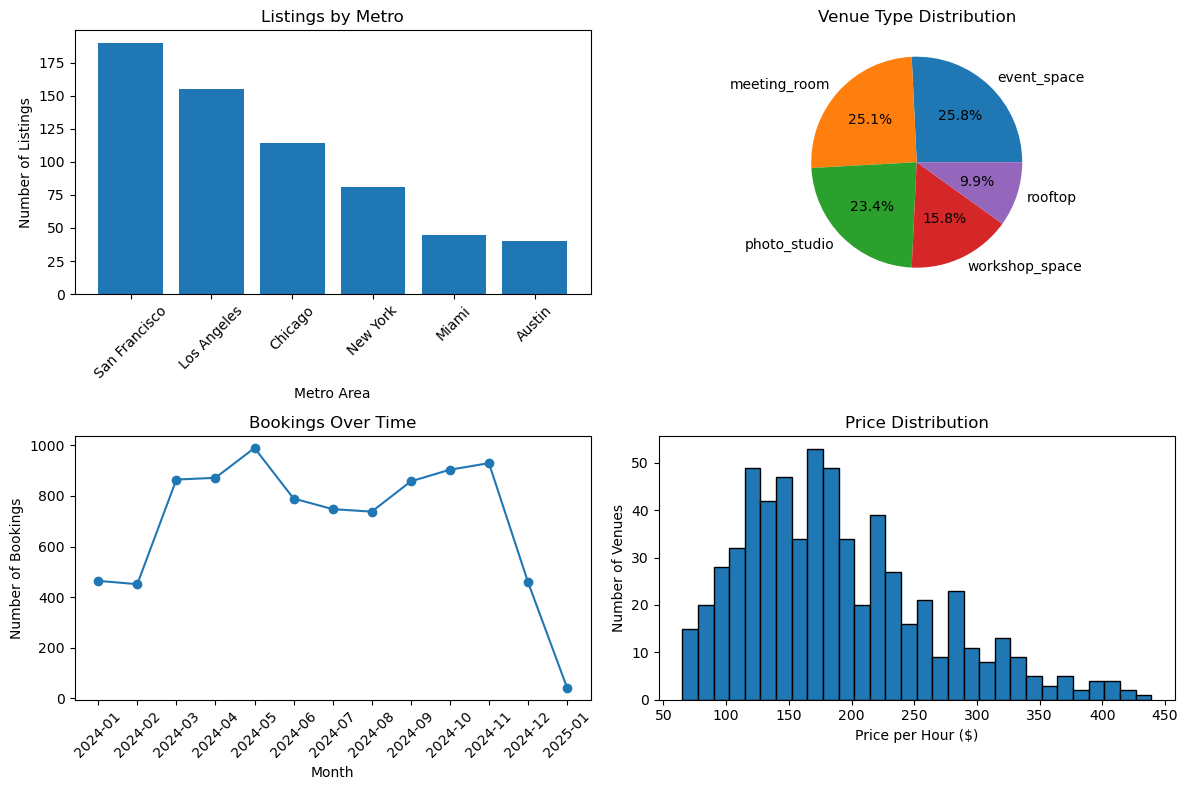 Listings by Metro
Number of Listings
175
150
125
100
75
50
25
0
San Francisco
Los Angeles
Chicago
New York
Miami
Austin
Metro Area
Venue Type Distribution
event_space
25.8%
meeting_room
25.1%
photo_studio
23.4%
workshop_space
15.8%
rooftop
9.9%
Bookings Over Time
Number of Bookings
1000
800
600
400
200
0
2024-01
2024-02
2024-03
2024-04
2024-05
2024-06
2024-07
2024-08
2024-09
2024-10
2024-11
2024-12
2025-01
Month
Price Distribution
Number of Venues
50
40
30
20
10
0
50
100
150
200
250
300
350
400
450
Price per Hour ($)